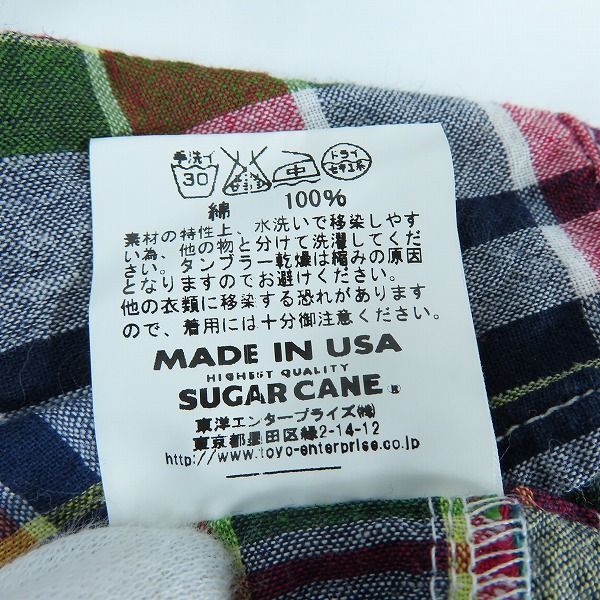 手洗イ
30
中
ドライ
セキユ系
綿 100%
素材の特性上、水洗いで移染しやす
い為、他の物と分けて洗濯してくだ
さい。タンブラー乾燥は縮みの原因
となりますのでお避けください。
他の衣類に移染する恐れがあります
ので、着用には十分御注意ください。
MADE IN USA
HIGHEST QUALITY
SUGAR CANE®
東洋エンタープライズ㈱
東京都墨田区緑2-14-12
http://www.toyo-enterprise.co.jp